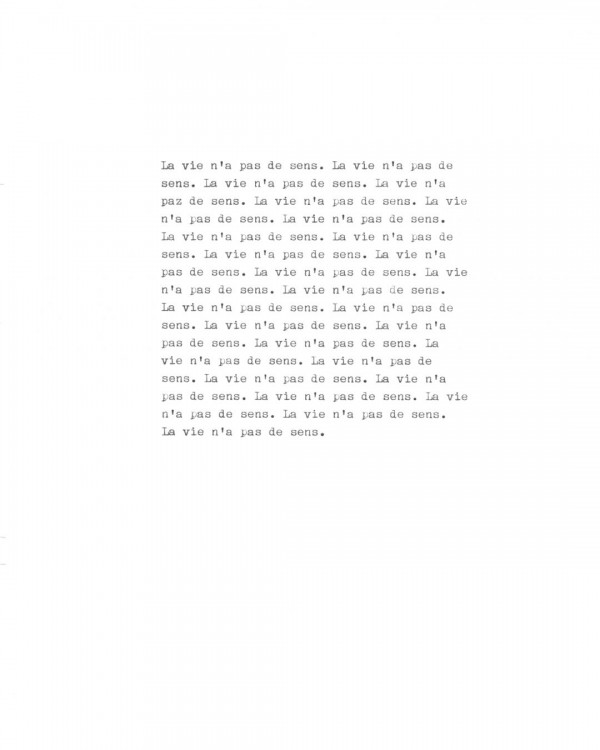 La vie n'a pas de sens. La vie n'a pas de
sens. La vie n'a pas de sens. La vie n'a
paz de sens. La vie n'a pas de sens. La vie
n'a pas de sens. La vie n'a pas de sens.
La vie n'a pas de sens. La vie n'a pas de
sens. La vie n'a pas de sens. La vie n'a
pas de sens. La vie n'a pas de sens. La vie
n'a pas de sens. La vie n'a pas de sens.
La vie n'a pas de sens. La vie n'a pas de
sens. La vie n'a pas de sens. La vie n'a
pas de sens. La vie n'a pas de sens. La
vie n'a pas de sens. La vie n'a pas de
sens. La vie n'a pas de sens. La vie n'a
pas de sens. La vie n'a pas de sens. La vie
n'a pas de sens. La vie n'a pas de sens.
La vie n'a pas de sens.